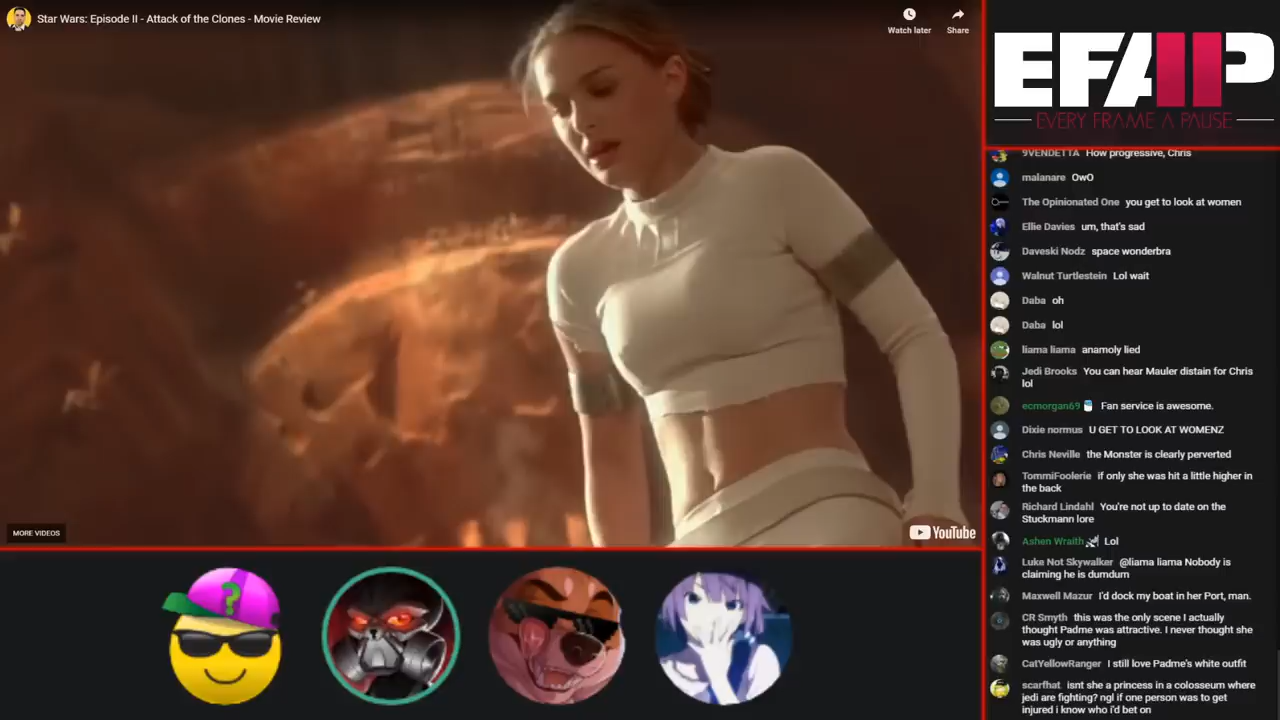 Star Wars: Episode II - Attack of the Clones - Movie Review
Watch later
Share
MORE VIDEOS
YouTube
EFAP
EVERY FRAME A PAUSE
9VENDETTA How progressive, Chris
malanare OwO
The Opinionated One you get to look at women
Ellie Davies um, that's sad
Daveski Nodz space wonderbra
Walnut Turtlestein Lol wait
Daba oh
Daba lol
liama liama anamoly lied
Jedi Brooks You can hear Mauler distain for Chris
lol
ecmorgan69 Fan service is awesome.
Dixie normus U GET TO LOOK AT WOMENZ
Chris Neville the Monster is clearly perverted
TommiFoolerie if only she was hit a little higher in
the back
Richard Lindahl You're not up to date on the
Stuckmann lore
Ashen Wraith Lol
Luke Not Skywalker @liama liama Nobody is
claiming he is dumdum
Maxwell Mazur I'd dock my boat in her Port, man.
CR Smyth this was the only scene I actually
thought Padme was attractive. I never thought she
was ugly or anything
CatYellowRanger I still love Padme's white outfit
scarfhat isnt she a princess in a colosseum where
jedi are fighting? ngl if one person was to get
injured i know who i'd bet on
?